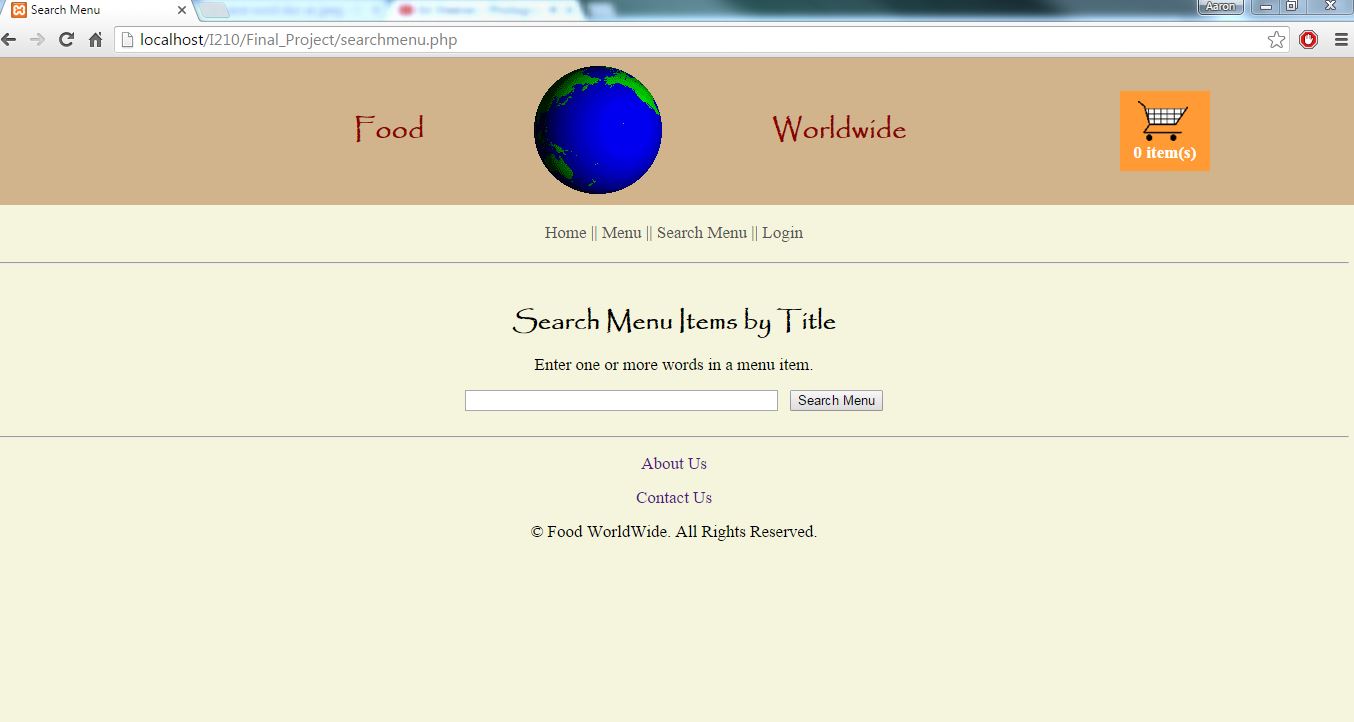 Search Menu
Aaron
localhost/I210/Final_Project/searchmenu.php
Food Worldwide
0 item(s)
Home || Menu || Search Menu || Login
Search Menu Items by Title
Enter one or more words in a menu item.
Search Menu
About Us
Contact Us
© Food WorldWide. All Rights Reserved.